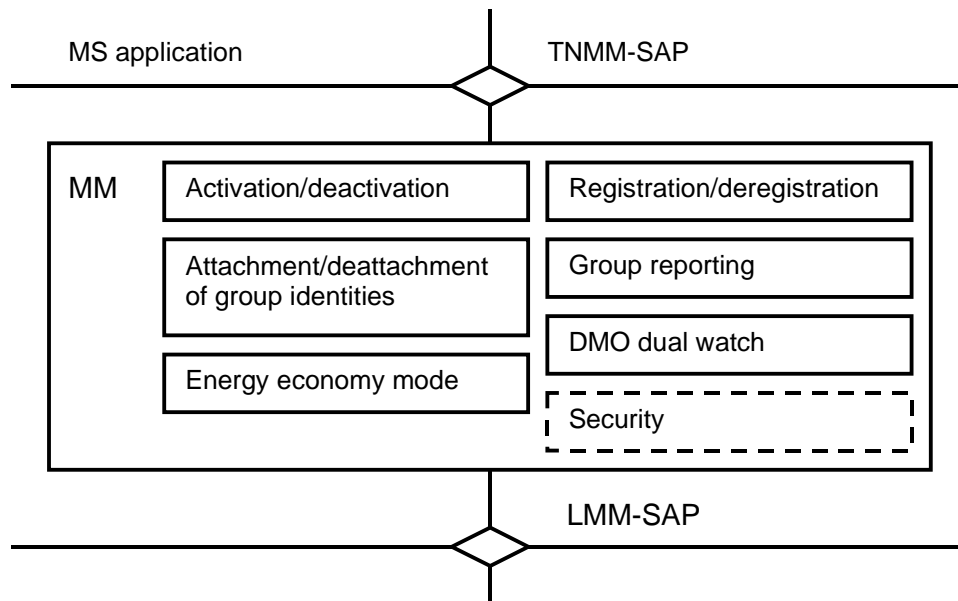 MS application
TNMM-SAP
MM
Activation/deactivation
Registration/deregistration
Attachment/deattachment
of group identities
Group reporting
DMO dual watch
Energy economy mode
Security
LMM-SAP